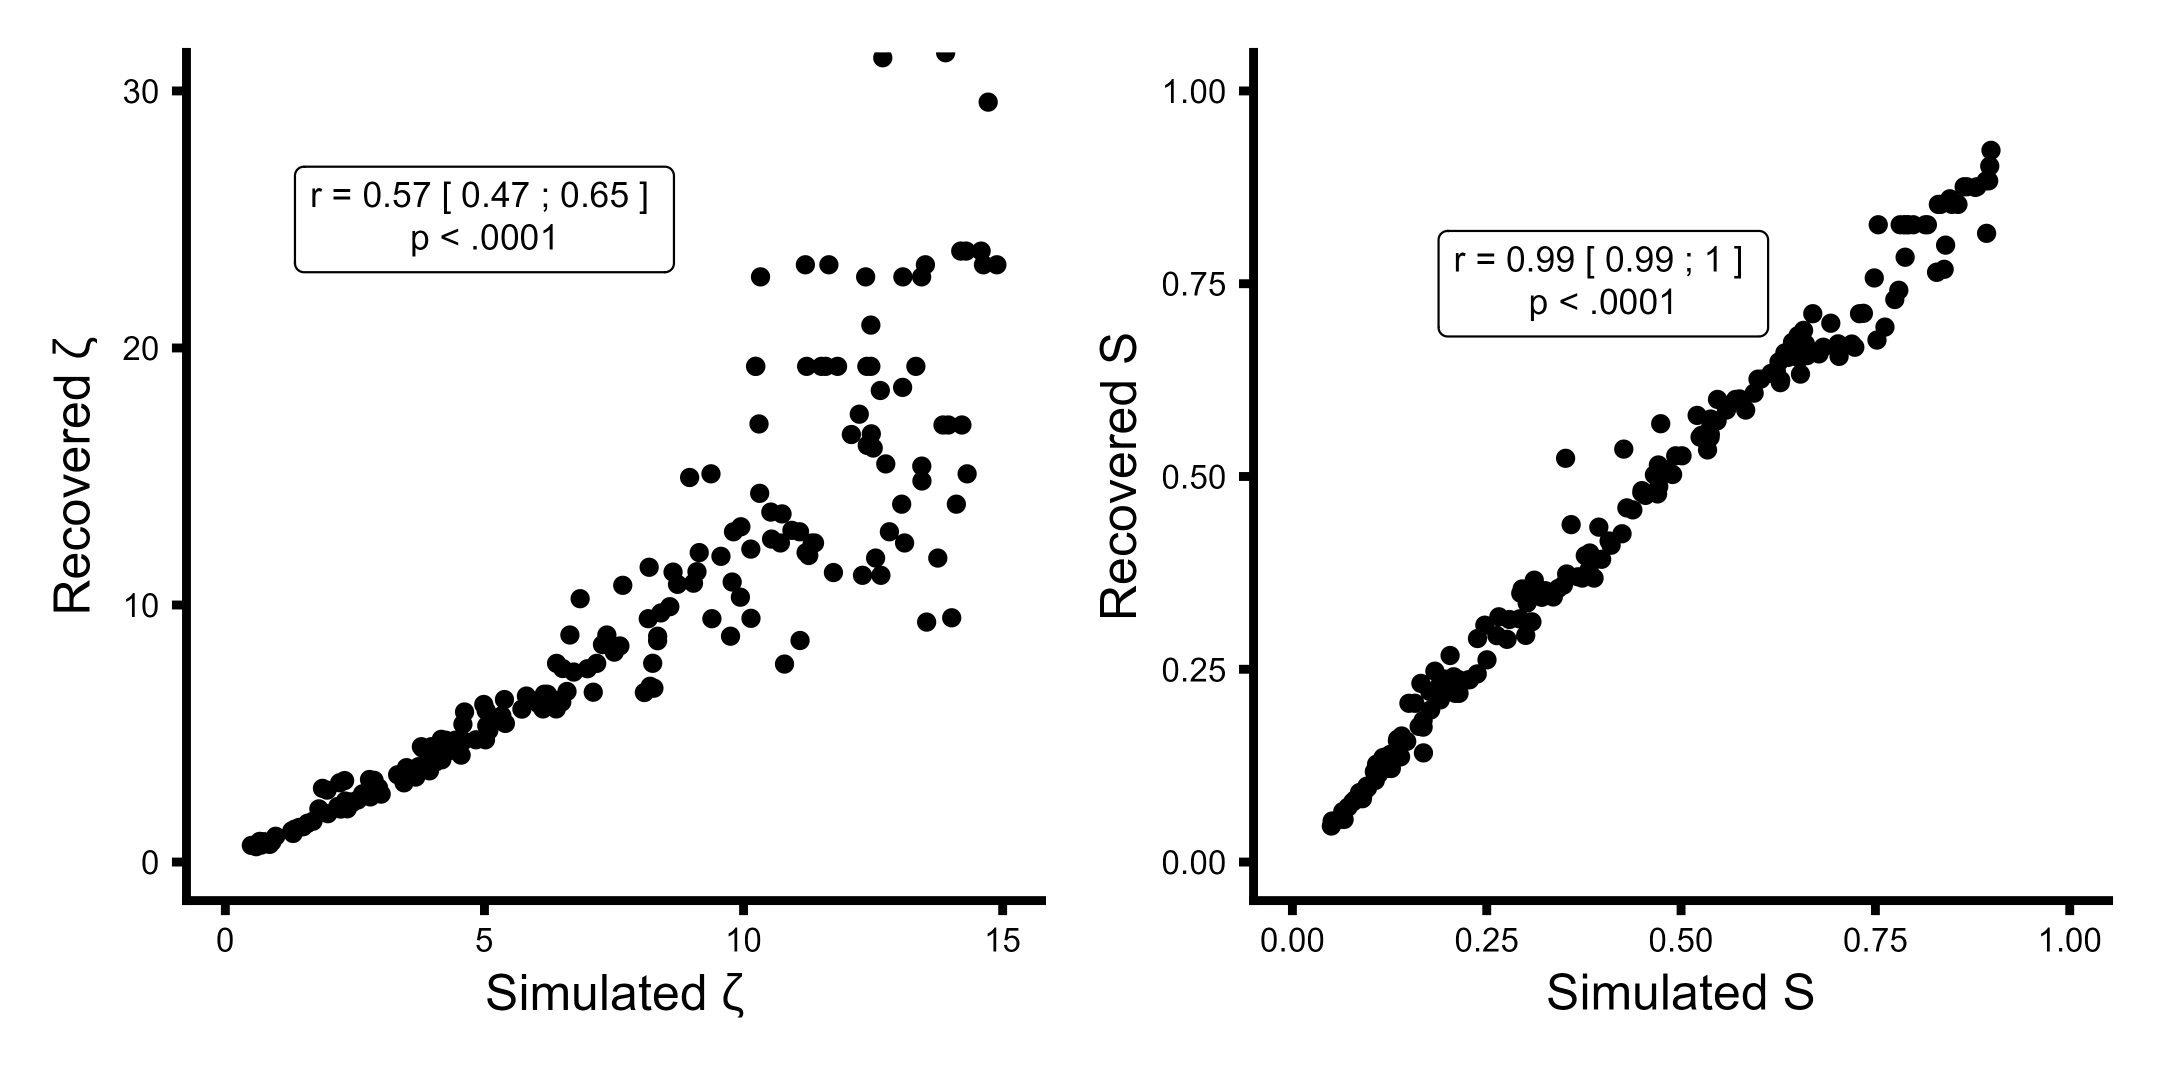 30
20
10
0
Recovered ζ
r = 0.57 [ 0.47 ; 0.65 ]
p < .0001
0 5 10 15
Simulated ζ
1.00
0.75
0.50
0.25
0.00
Recovered S
r = 0.99 [ 0.99 ; 1 ]
p < .0001
0.00 0.25 0.50 0.75 1.00
Simulated S